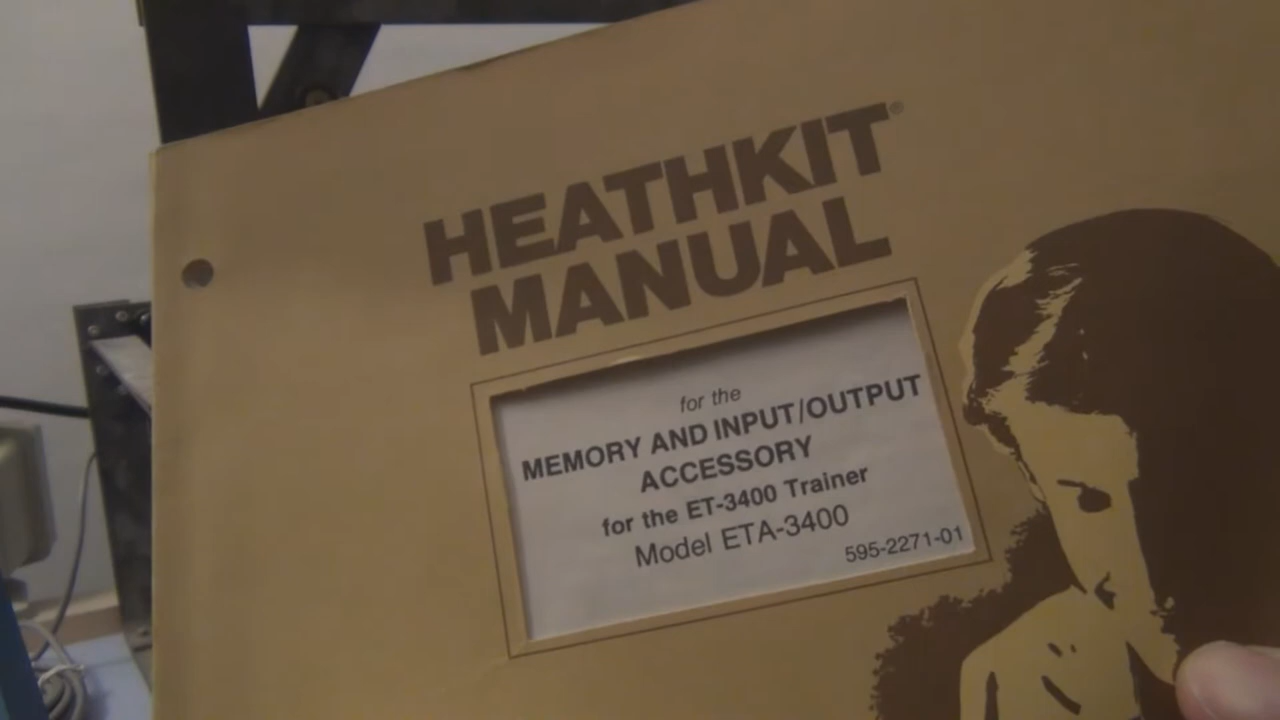 HEATHKIT®
MANUAL
for the
MEMORY AND INPUT/OUTPUT
ACCESSORY
for the ET-3400 Trainer
Model ETA-3400
595-2271-01